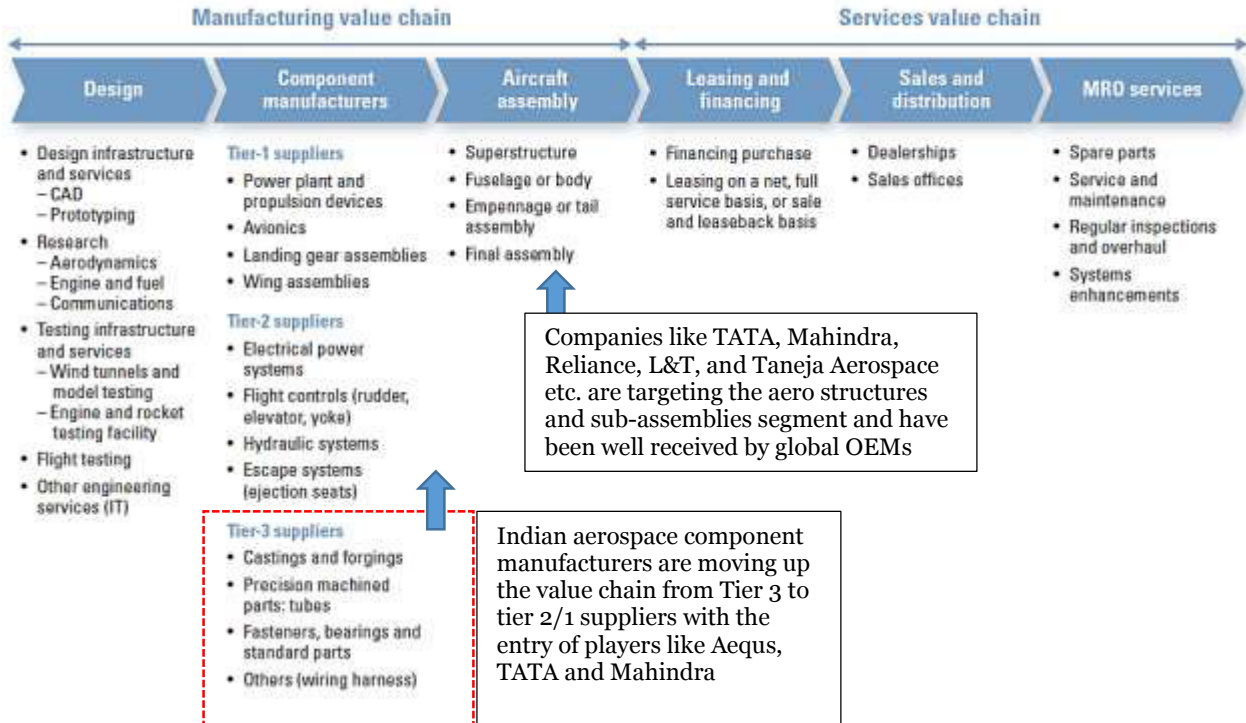 Manufacturing value chain
Services value chain
Design
Component
manufacturers
Aircraft
assembly
Leasing and
financing
Sales and
distribution
MRO services
• Design infrastructure
and services
– CAD
– Prototyping
• Research
– Aerodynamics
– Engine and fuel
– Communications
• Testing infrastructure
and services
– Wind tunnels and
model testing
– Engine and rocket
testing facility
• Flight testing
• Other engineering
services (IT)
Tier-1 suppliers
• Power plant and
propulsion devices
• Avionics
• Landing gear assemblies
• Wing assemblies
Tier-2 suppliers
• Electrical power
systems
• Flight controls (rudder,
elevator, yoke)
• Hydraulic systems
• Escape systems
(ejection seats)
Tier-3 suppliers
• Castings and forgings
• Precision machined
parts: tubes
• Fasteners, bearings and
standard parts
• Others (wiring harness)
• Superstructure
• Fuselage or body
• Empennage or tail
assembly
• Final assembly
• Financing purchase
• Leasing on a net, full
service basis, or sale
and leaseback basis
• Dealerships
• Sales offices
• Spare parts
• Service and
maintenance
• Regular inspections
and overhaul
• Systems
enhancements
Companies like TATA, Mahindra,
Reliance, L&T, and Taneja Aerospace
etc. are targeting the aero structures
and sub-assemblies segment and have
been well received by global OEMs
Indian aerospace component
manufacturers are moving up
the value chain from Tier 3 to
tier 2/1 suppliers with the
entry of players like Aequs,
TATA and Mahindra